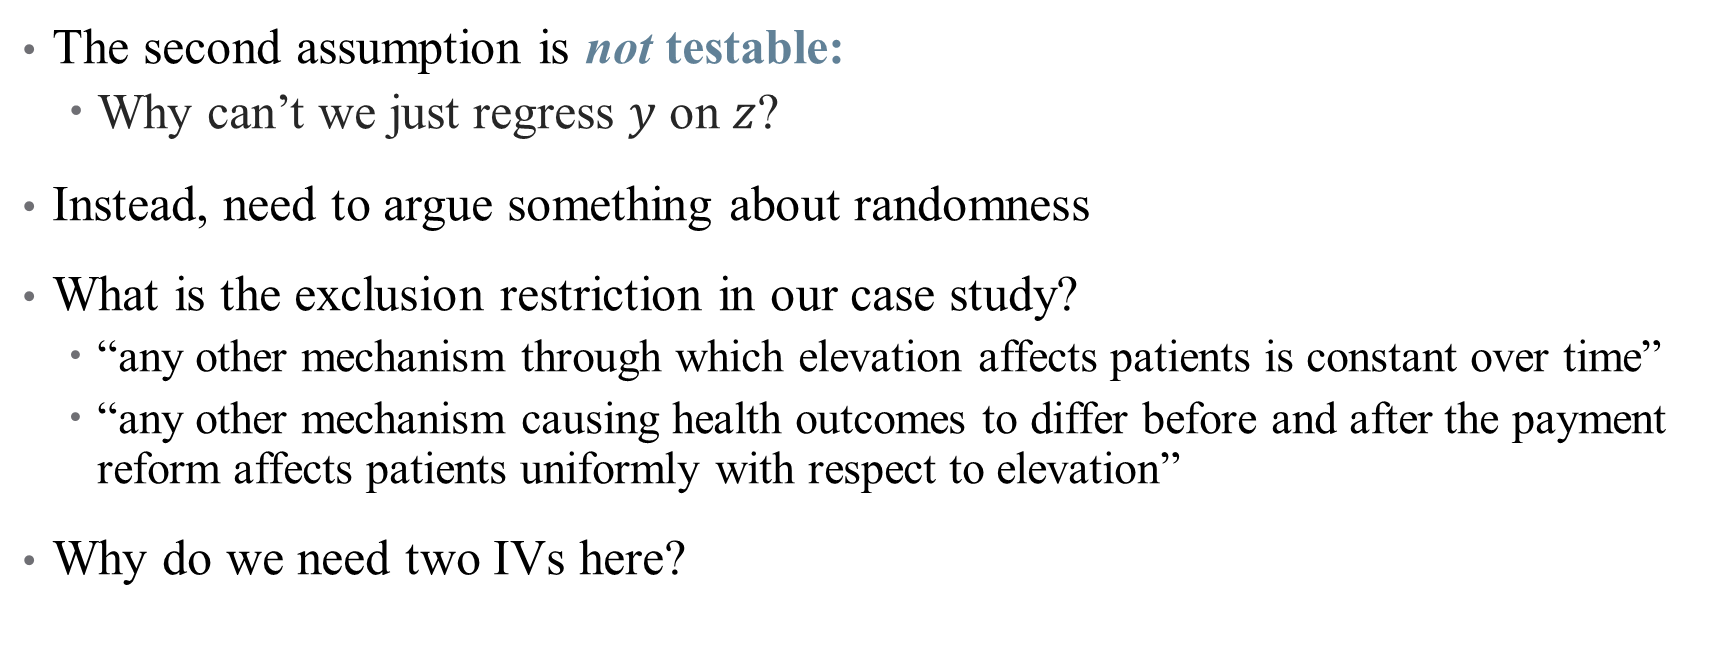 • The second assumption is not testable:
• Why can’t we just regress y on z?
• Instead, need to argue something about randomness
• What is the exclusion restriction in our case study?
• “any other mechanism through which elevation affects patients is constant over time”
• “any other mechanism causing health outcomes to differ before and after the payment
reform affects patients uniformly with respect to elevation”
• Why do we need two IVs here?